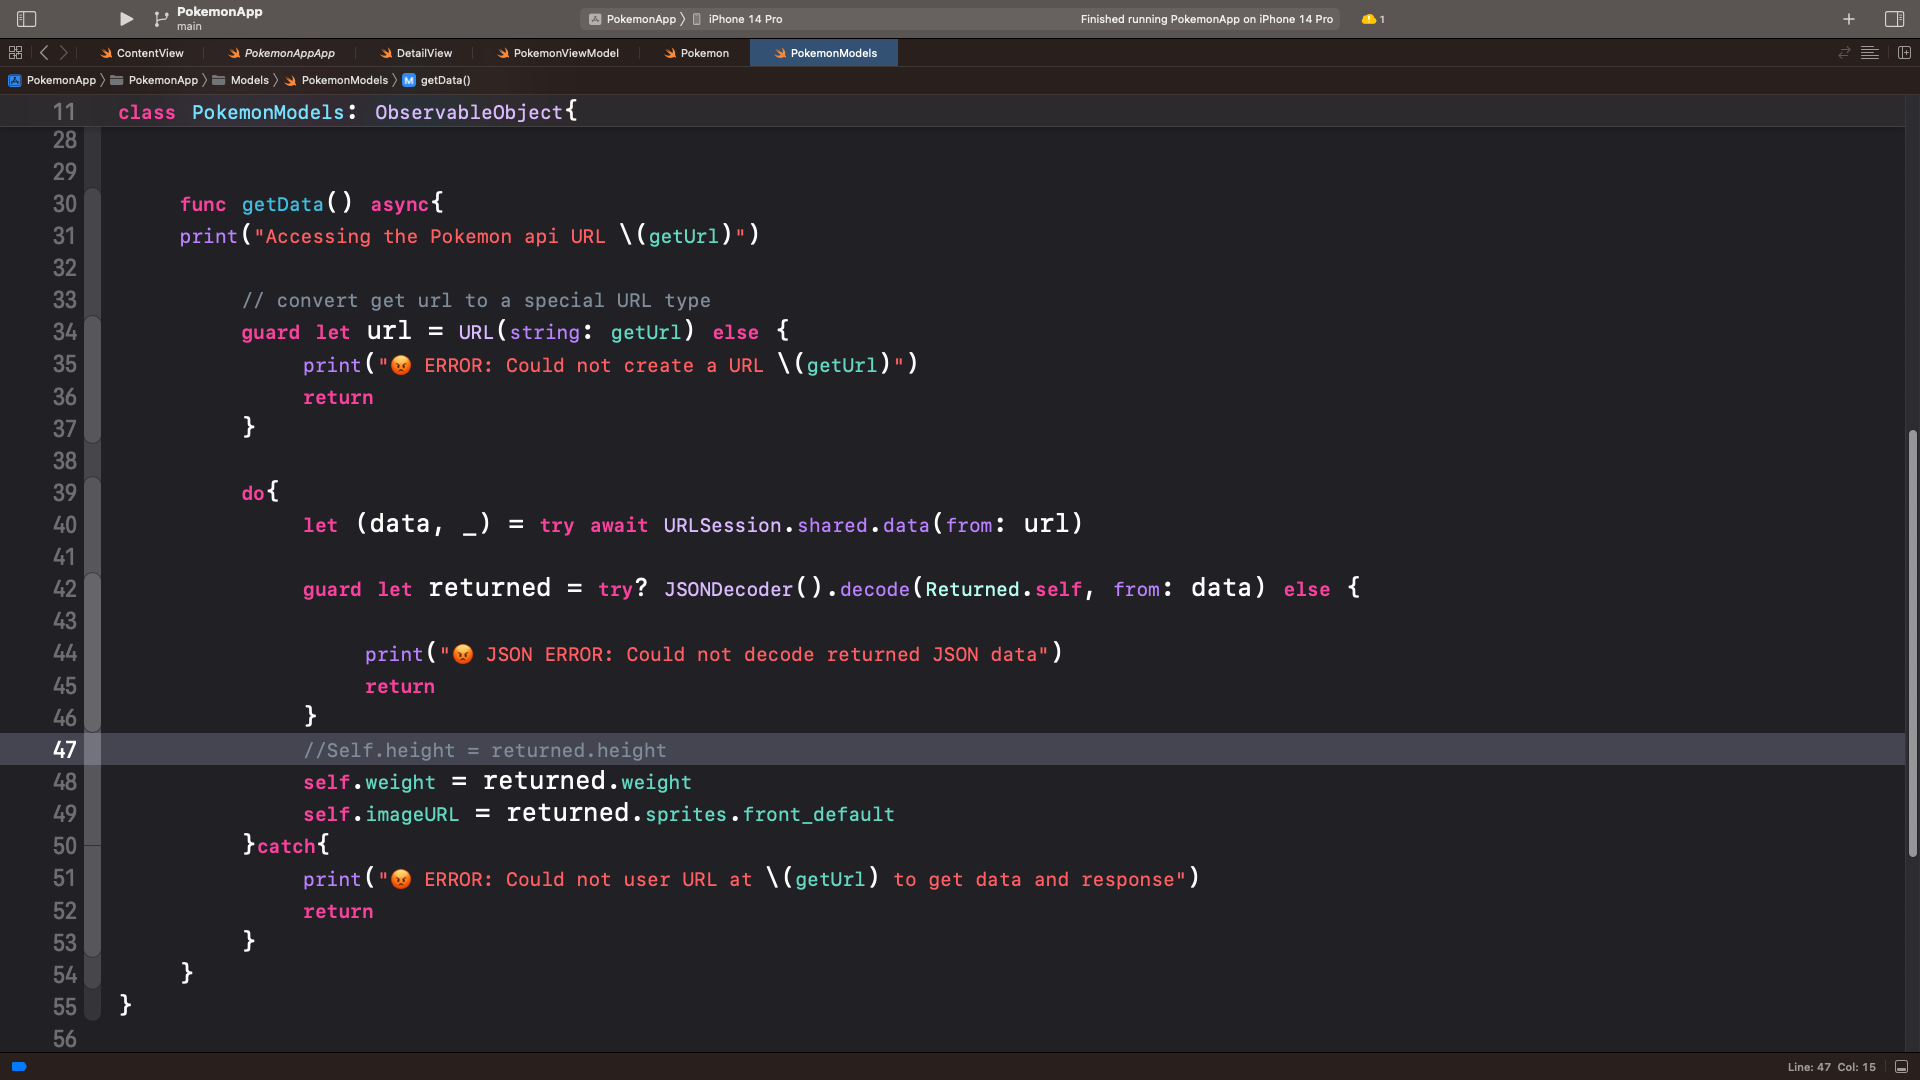 PokemonApp
main
PokemonApp iPhone 14 Pro Finished running PokemonApp on iPhone 14 Pro 1
ContentView PokemonAppApp DetailView PokemonViewModel Pokemon PokemonModels
PokemonApp PokemonApp Models PokemonModels M getData()
11 class PokemonModels: ObservableObject{
28
29
30 func getData() async{
31 print("Accessing the Pokemon api URL \(getUrl)")
32
33 // convert get url to a special URL type
34 guard let url = URL(string: getUrl) else {
35 print("😡 ERROR: Could not create a URL \(getUrl)")
36 return
37 }
38
39 do{
40 let (data, _) = try await URLSession.shared.data(from: url)
41
42 guard let returned = try? JSONDecoder().decode(Returned.self, from: data) else {
43
44 print("😡 JSON ERROR: Could not decode returned JSON data")
45 return
46 }
47 //Self.height = returned.height
48 self.weight = returned.weight
49 self.imageURL = returned.sprites.front_default
50 }catch{
51 print("😡 ERROR: Could not user URL at \(getUrl) to get data and response")
52 return
53 }
54 }
55 }
56
Line: 47 Col: 15